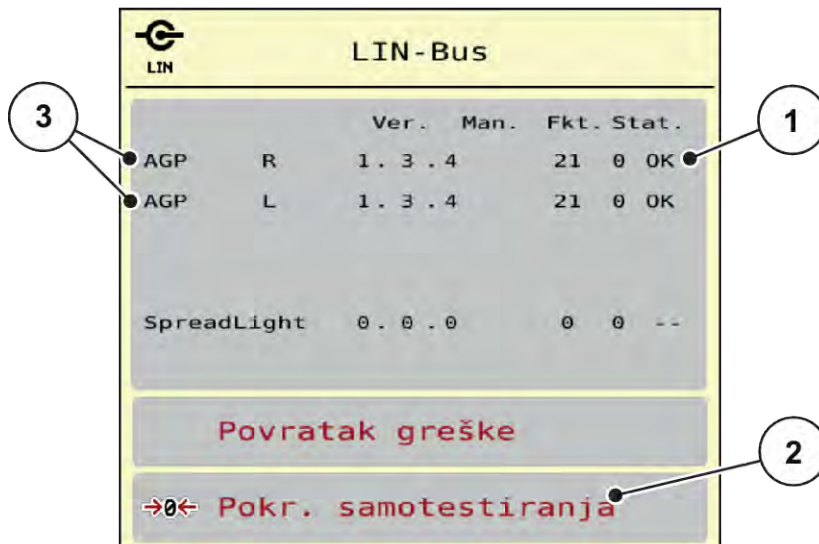 LIN
LIN-Bus
3
1
Ver. Man. Fkt. Stat.
AGP R 1.3.4 21 0 OK
AGP L 1.3.4 21 0 OK
SpreadLight 0.0.0 0 0 --
Povratak greške
2
→0← Pokr. samotestiranja